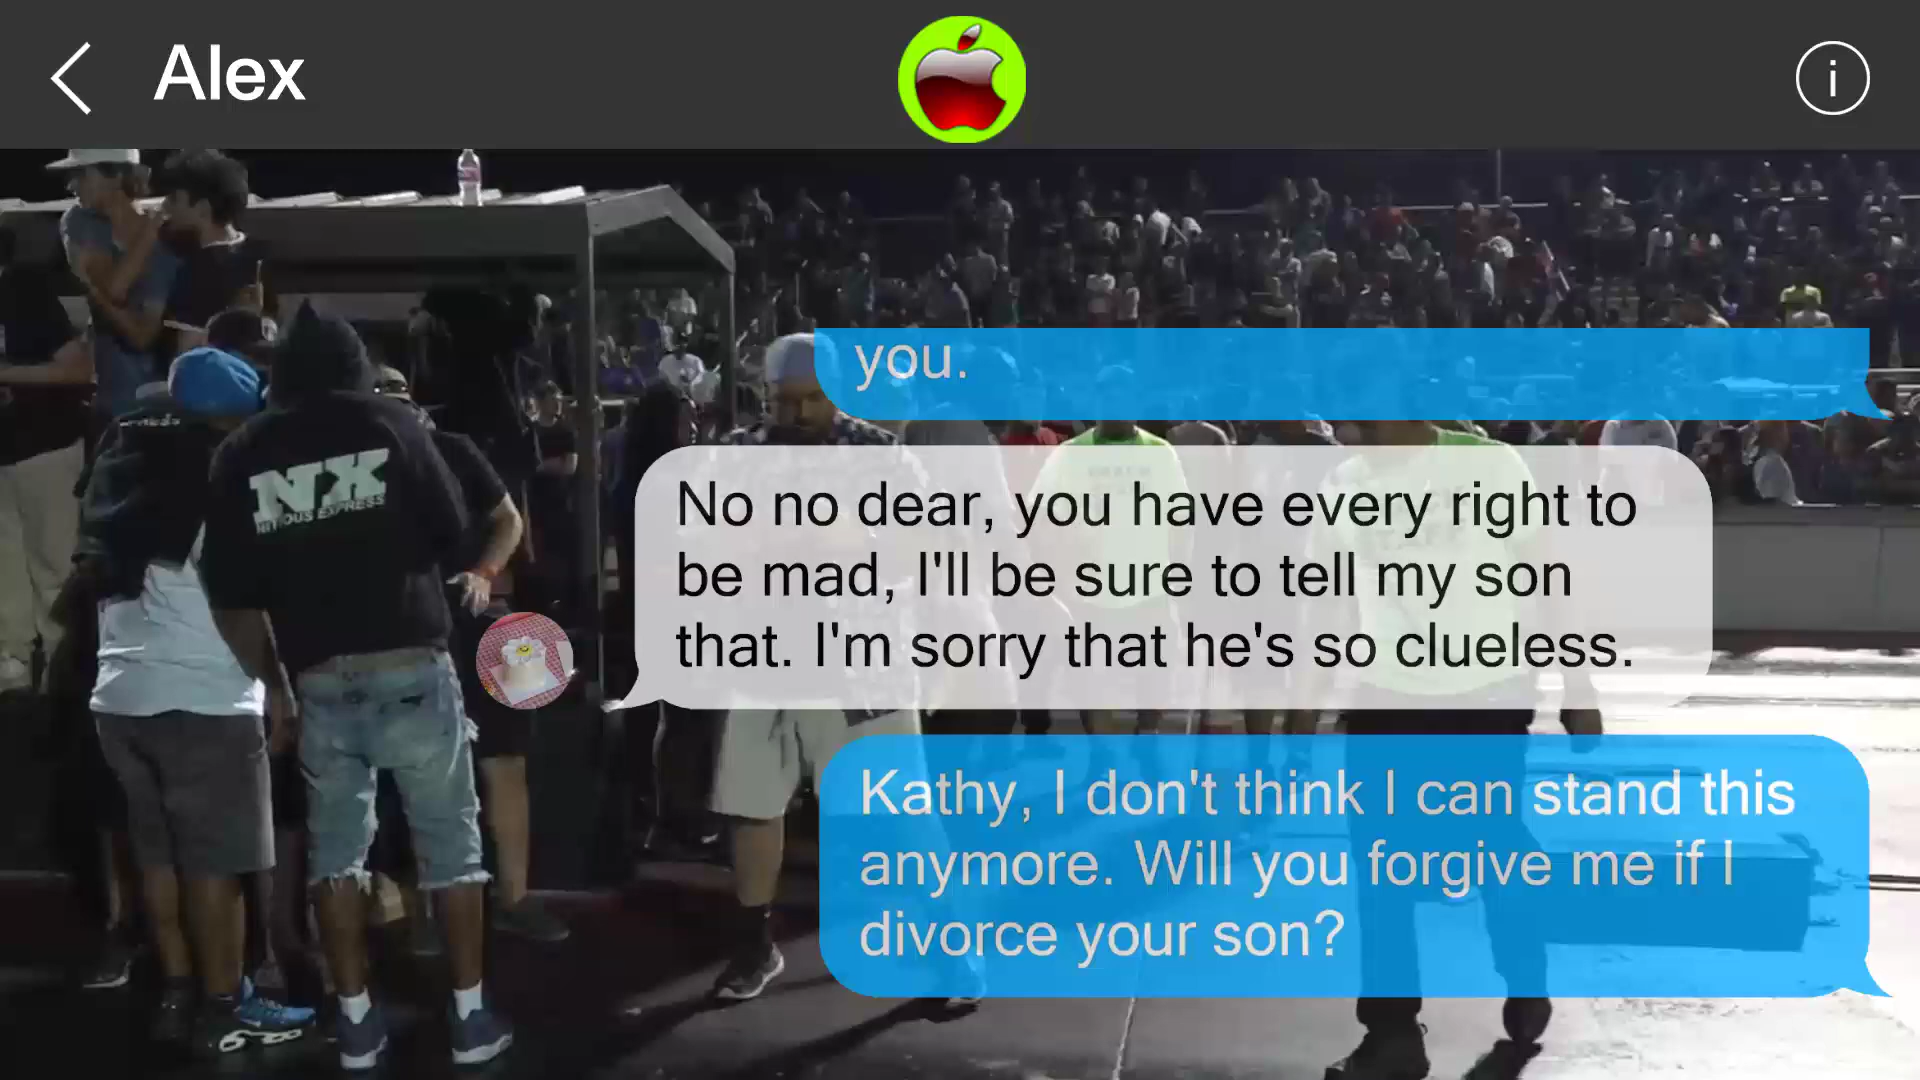 Alex
i
you.
No no dear, you have every right to
be mad, I'll be sure to tell my son
that. I'm sorry that he's so clueless.
Kathy, I don't think I can stand this
anymore. Will you forgive me if I
divorce your son?
NX
NITROUS EXPRESS